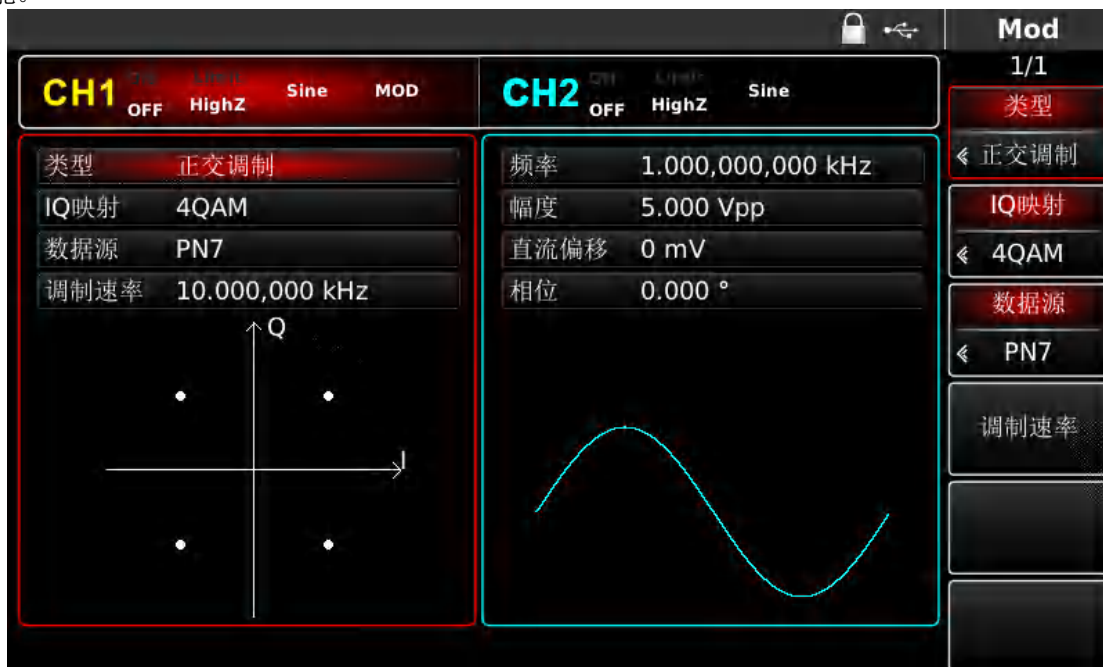 能。
Mod
1/1
CH1 OFF HighZ Sine MOD
CH2 OFF HighZ Sine
类型 正交调制
IQ映射 4QAM
数据源 PN7
调制速率 10.000,000 kHz
Q
I
频率 1.000,000,000 kHz
幅度 5.000 Vpp
直流偏移 0 mV
相位 0.000 °
类型
正交调制
IQ映射
4QAM
数据源
PN7
调制速率